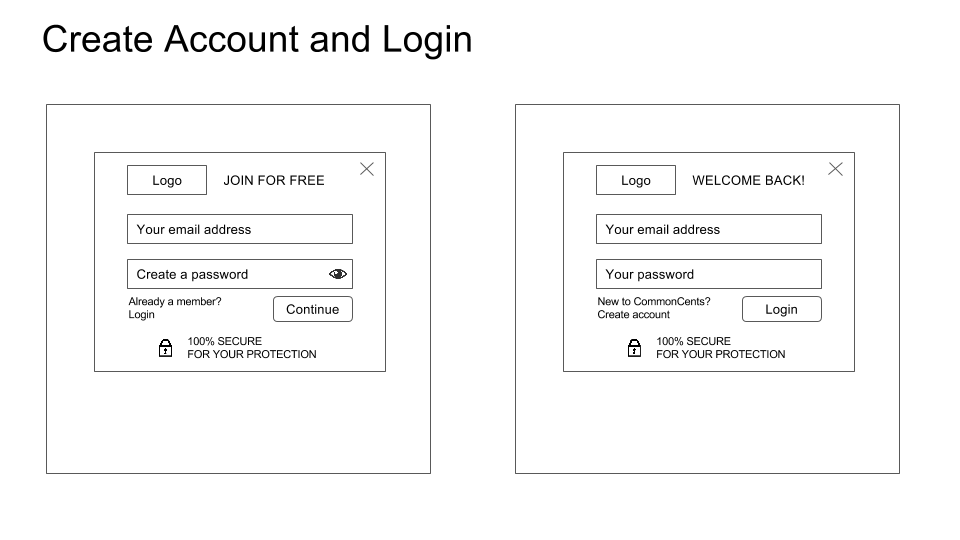 Create Account and Login
Logo
JOIN FOR FREE
Your email address
Create a password
Already a member?
Login
Continue
100% SECURE
FOR YOUR PROTECTION
Logo
WELCOME BACK!
Your email address
Your password
New to CommonCents?
Create account
Login
100% SECURE
FOR YOUR PROTECTION